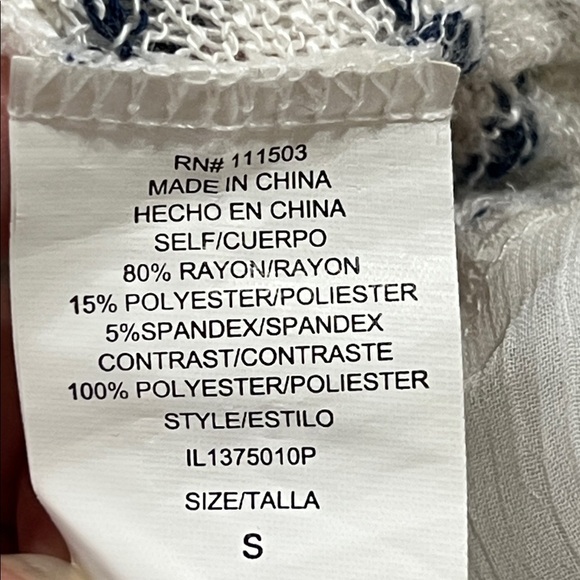 RN# 111503
MADE IN CHINA
HECHO EN CHINA
SELF/CUERPO
80% RAYON/RAYON
15% POLYESTER/POLIESTER
5%SPANDEX/SPANDEX
CONTRAST/CONTRASTE
100% POLYESTER/POLIESTER
STYLE/ESTILO
IL1375010P
SIZE/TALLA
S